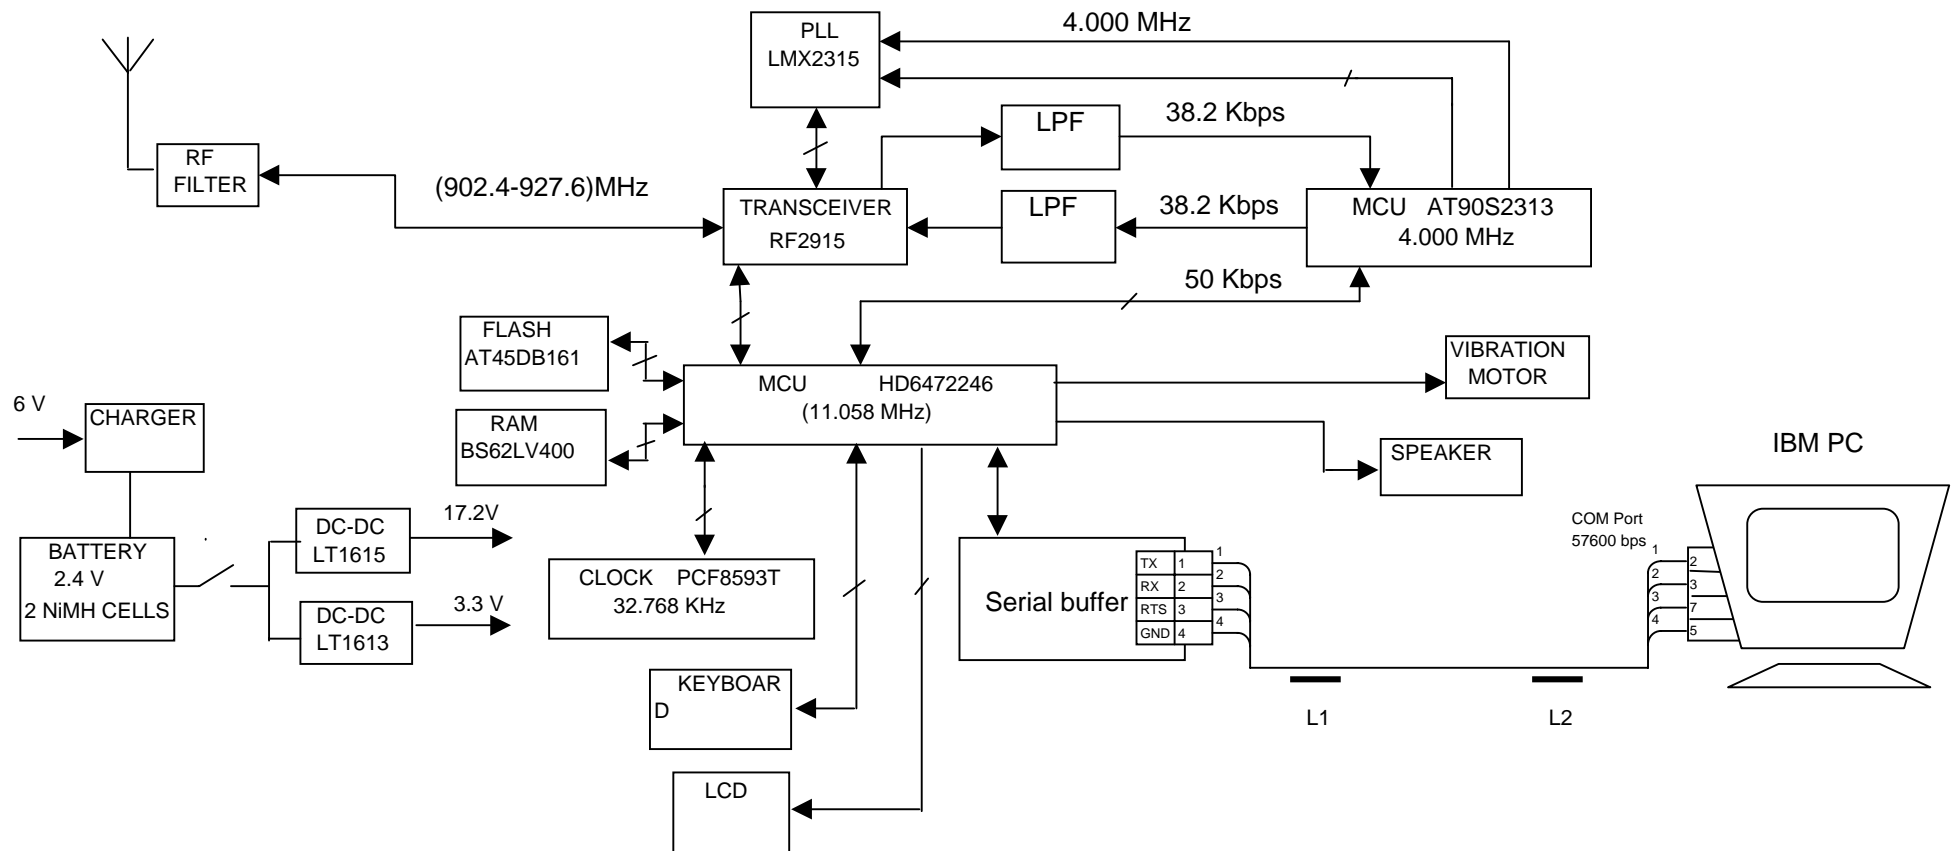 PLL
LMX2315
4.000 MHz
LPF
38.2 Kbps
RF
FILTER
(902.4-927.6)MHz
TRANSCEIVER
RF2915
LPF
38.2 Kbps
MCU AT90S2313
4.000 MHz
50 Kbps
FLASH
AT45DB161
MCU HD6472246
(11.058 MHz)
VIBRATION
MOTOR
6 V
CHARGER
RAM
BS62LV400
SPEAKER
IBM PC
BATTERY
2.4 V
2 NiMH CELLS
DC-DC
LT1615
17.2V
DC-DC
LT1613
3.3 V
CLOCK PCF8593T
32.768 KHz
Serial buffer
TX 1 1
RX 2 2
RTS 3 3
GND 4 4
COM Port
57600 bps
1 2
2 3
3 7
4 5
KEYBOAR
D
LCD
L1
L2